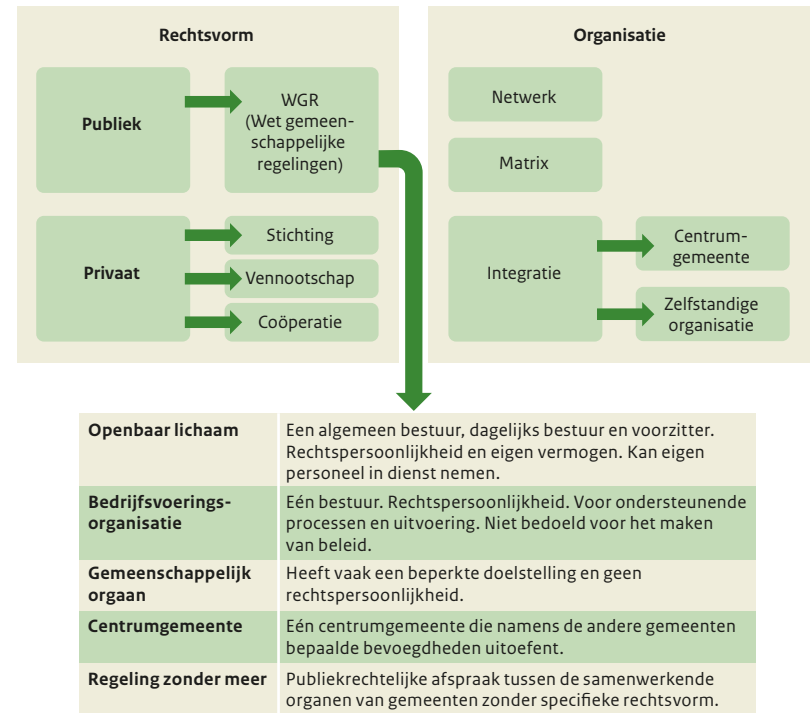 Rechtsvorm
Publiek
WGR
(Wet gemeen-
schappelijke
regelingen)
Privaat
Stichting
Vennootschap
Coöperatie
Organisatie
Netwerk
Matrix
Integratie
Centrum-
gemeente
Zelfstandige
organisatie
Openbaar lichaam
Een algemeen bestuur, dagelijks bestuur en voorzitter.
Rechtspersoonlijkheid en eigen vermogen. Kan eigen
personeel in dienst nemen.
Bedrijfsvoerings-
organisatie
Eén bestuur. Rechtspersoonlijkheid. Voor ondersteunende
processen en uitvoering. Niet bedoeld voor het maken
van beleid.
Gemeenschappelijk
orgaan
Heeft vaak een beperkte doelstelling en geen
rechtspersoonlijkheid.
Centrumgemeente
Eén centrumgemeente die namens de andere gemeenten
bepaalde bevoegdheden uitoefent.
Regeling zonder meer
Publiekrechtelijke afspraak tussen de samenwerkende
organen van gemeenten zonder specifieke rechtsvorm.